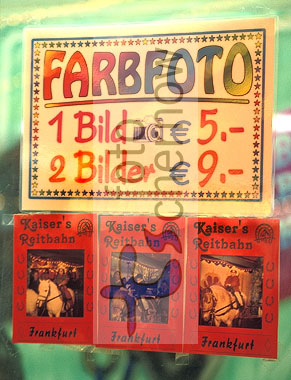 FARBFOTO
1 Bild € 5.-
2 Bilder € 9.-
Kaiser's
Reitbahn
Frankfurt
Kaiser's
Reitbahn
Frankfurt
Kaiser's
Reitbahn
Frankfurt